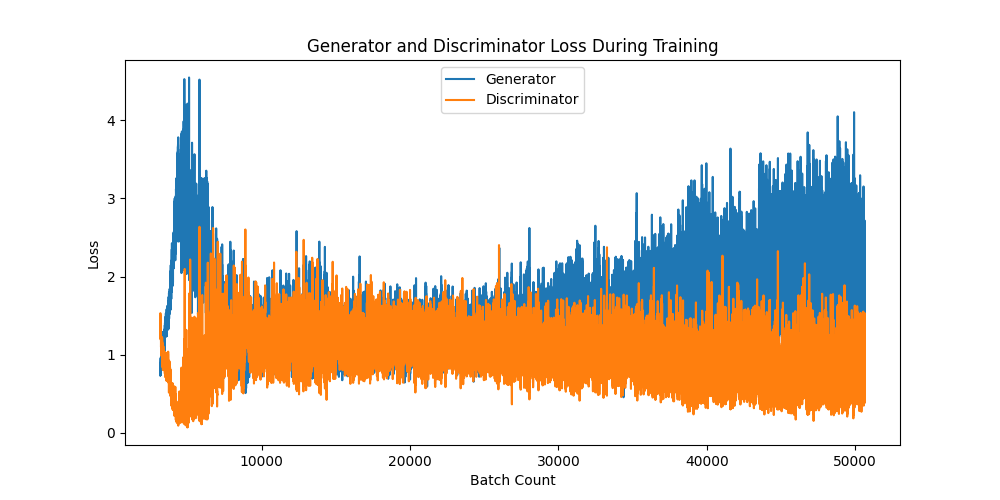 Generator and Discriminator Loss During Training
Generator
Discriminator
4
3
2
1
0
Loss
10000 20000 30000 40000 50000
Batch Count